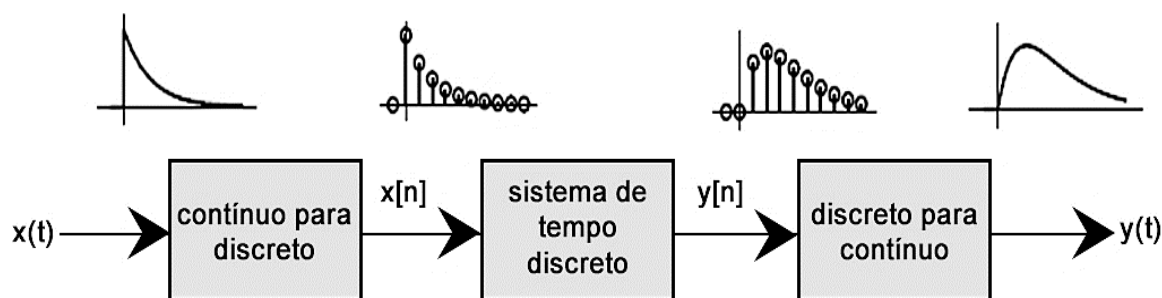 x(t)
contínuo para
discreto
x[n]
sistema de
tempo
discreto
y[n]
discreto para
contínuo
y(t)